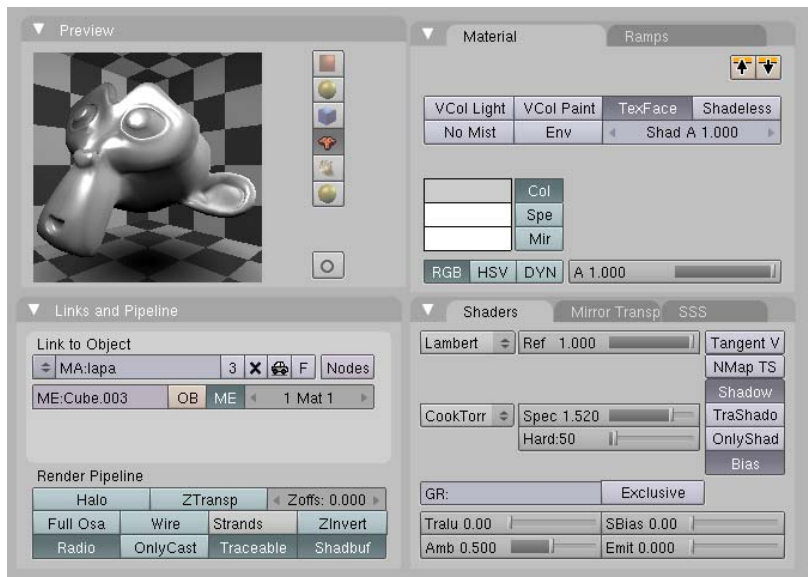 Preview
Material Ramps
VCol Light VCol Paint TexFace Shadeless
No Mist Env Shad A 1.000
Col
Spe
Mir
RGB HSV DYN A 1.000
Links and Pipeline
Link to Object
MA:lapa 3 F Nodes
ME:Cube.003 OB ME 1 Mat 1
Render Pipeline
Halo ZTransp Zoffs: 0.000
Full Osa Wire Strands ZInvert
Radio OnlyCast Traceable Shadbuf
Shaders Mirror Transp SSS
Lambert Ref 1.000 Tangent V
NMap TS
Shadow
CookTorr Spec 1.520 TraShado
Hard:50 OnlyShad
Bias
GR: Exclusive
Tralu 0.00 SBias 0.00
Amb 0.500 Emit 0.000